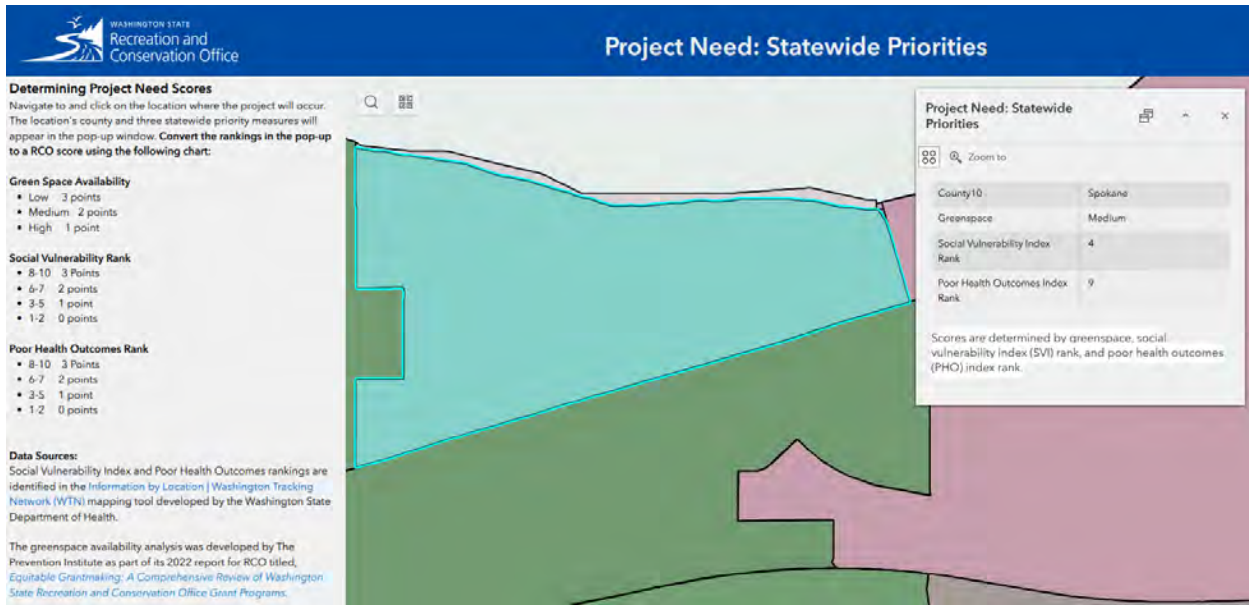 WASHINGTON STATE
Recreation and
Conservation Office
Project Need: Statewide Priorities
Determining Project Need Scores
Navigate to and click on the location where the project will occur.
The location's county and three statewide priority measures will
appear in the pop-up window. Convert the rankings in the pop-up
to a RCO score using the following chart:
Green Space Availability
• Low 3 points
• Medium 2 points
• High 1 point
Social Vulnerability Rank
• 8-10 3 Points
• 6-7 2 points
• 3-5 1 point
• 1-2 0 points
Poor Health Outcomes Rank
• 8-10 3 Points
• 6-7 2 points
• 3-5 1 point
• 1-2 0 points
Data Sources:
Social Vulnerability Index and Poor Health Outcomes rankings are
identified in the Information by Location | Washington Tracking
Network (WTN) mapping tool developed by the Washington State
Department of Health.
The greenspace availability analysis was developed by The
Prevention Institute as part of its 2022 report for RCO titled,
Equitable Grantmaking: A Comprehensive Review of Washington
State Recreation and Conservation Office Grant Programs.
Project Need: Statewide
Priorities
Zoom to
County10 Spokane
Greenspace Medium
Social Vulnerability Index 4
Rank
Poor Health Outcomes Index 9
Rank
Scores are determined by greenspace, social
vulnerability index (SVI) rank, and poor health outcomes
(PHO) index rank.